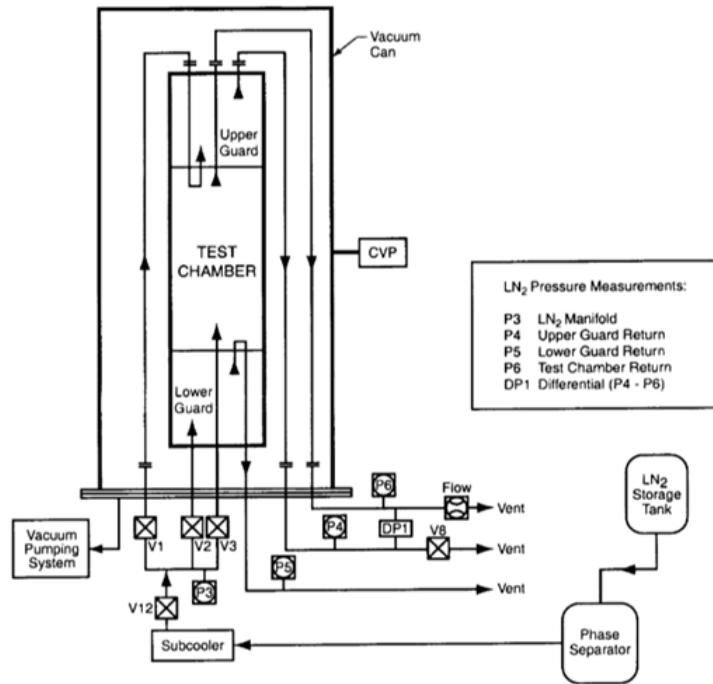 Vacuum
Can
Upper
Guard
TEST
CHAMBER
CVP
LN2 Pressure Measurements:
P3 LN2 Manifold
P4 Upper Guard Return
P5 Lower Guard Return
P6 Test Chamber Return
DP1 Differential (P4 - P6)
Lower
Guard
LN2
Storage
Tank
P6
Flow
Vent
Vacuum
Pumping
System
V1
V2
V3
P4
DP1
V8
Vent
P3
P5
Vent
V12
Subcooler
Phase
Separator